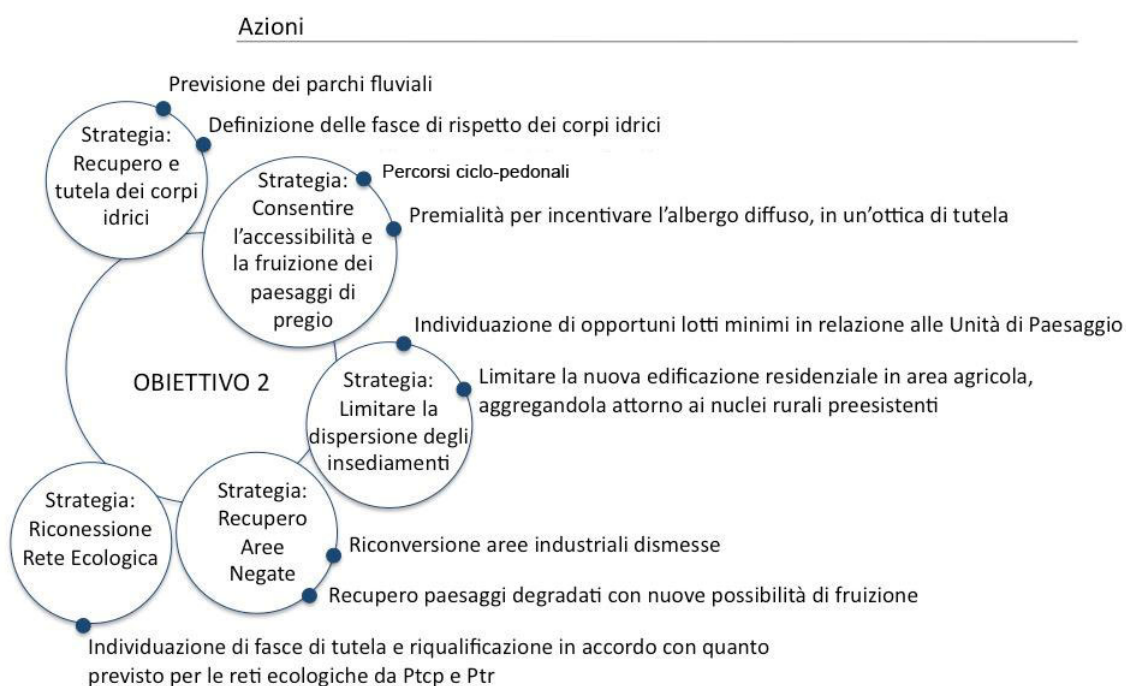 Azioni
Previsione dei parchi fluviali
Definizione delle fasce di rispetto dei corpi idrici
Strategia:
Recupero e
tutela dei corpi
idrici
Percorsi ciclo-pedonali
Premialità per incentivare l'albergo diffuso, in un'ottica di tutela
Strategia:
Consentire
l'accessibilità e
la fruizione dei
paesaggi di
pregio
Individuazione di opportuni lotti minimi in relazione alle Unità di Paesaggio
Limitare la nuova edificazione residenziale in area agricola,
aggregandola attorno ai nuclei rurali preesistenti
OBIETTIVO 2
Strategia:
Limitare la
dispersione degli
insediamenti
Strategia:
Recupero
Aree
Negate
Riconversione aree industriali dismesse
Recupero paesaggi degradati con nuove possibilità di fruizione
Strategia:
Riconessione
Rete Ecologica
Individuazione di fasce di tutela e riqualificazione in accordo con quanto
previsto per le reti ecologiche da Ptcp e Ptr